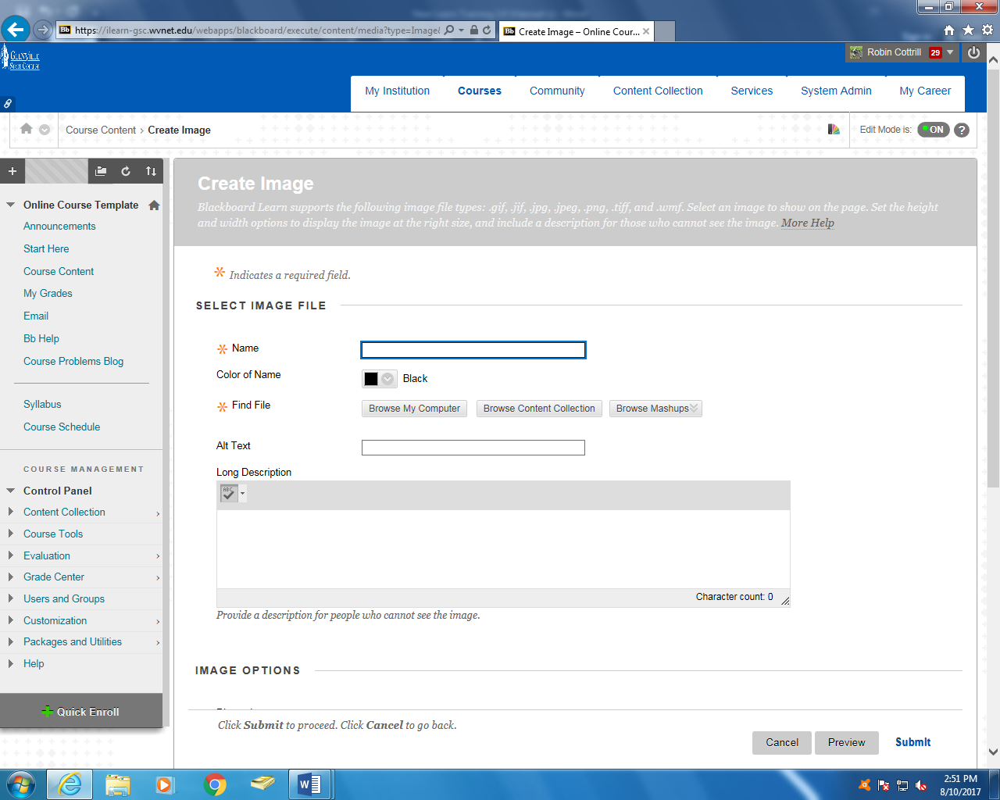 Bb https://ilearn-gsc.wvnet.edu/webapps/blackboard/execute/content/media?type=Image&
Bb Create Image – Online Cour...
GLENVILLE
STATE COLLEGE
Robin Cottrill 29
My Institution Courses Community Content Collection Services System Admin My Career
Course Content > Create Image
Edit Mode is: ON ?
Online Course Template
Announcements
Start Here
Course Content
My Grades
Email
Bb Help
Course Problems Blog
Syllabus
Course Schedule
COURSE MANAGEMENT
Control Panel
Content Collection
Course Tools
Evaluation
Grade Center
Users and Groups
Customization
Packages and Utilities
Help
Quick Enroll
Create Image
Blackboard Learn supports the following image file types: .gif, .jif, .jpg, .jpeg, .png, .tiff, and .wmf. Select an image to show on the page. Set the height
and width options to display the image at the right size, and include a description for those who cannot see the image. More Help
Indicates a required field.
SELECT IMAGE FILE
Name
Color of Name Black
Find File Browse My Computer Browse Content Collection Browse Mashups
Alt Text
Long Description
ABC
Character count: 0
Provide a description for people who cannot see the image.
IMAGE OPTIONS
Click Submit to proceed. Click Cancel to go back.
Cancel Preview Submit
2:51 PM
8/10/2017